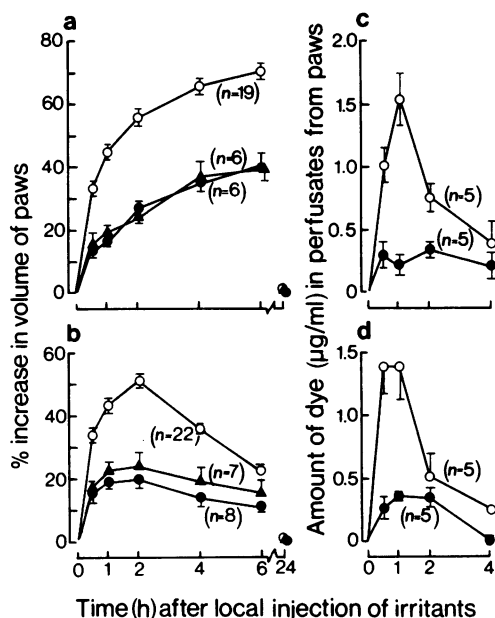 a
% increase in volume of paws
80
60
40
20
0
(n=19)
(n=6)
(n=6)
b
60
40
20
0
(n=22)
(n=7)
(n=8)
0 2 4 6 24
c
Amount of dye (µg/ml) in perfusates from paws
2.0
1.5
1.0
0.5
0
(n=5)
(n=5)
d
1.5
1.0
0.5
0
(n=5)
(n=5)
0 1 2 4
Time (h) after local injection of irritants